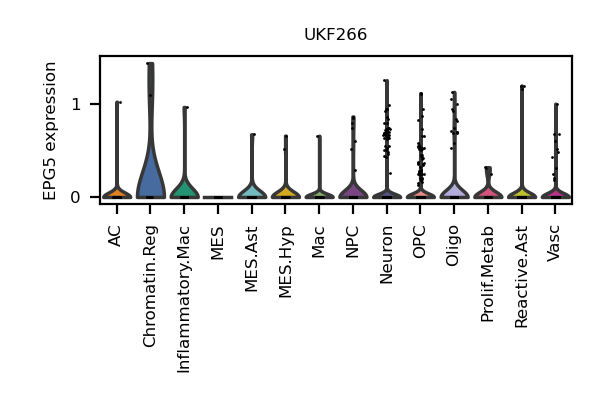 UKF266
EPG5 expression
1
0
AC
Chromatin.Reg
Inflammatory.Mac
MES
MES.Ast
MES.Hyp
Mac
NPC
Neuron
OPC
Oligo
Prolif.Metab
Reactive.Ast
Vasc